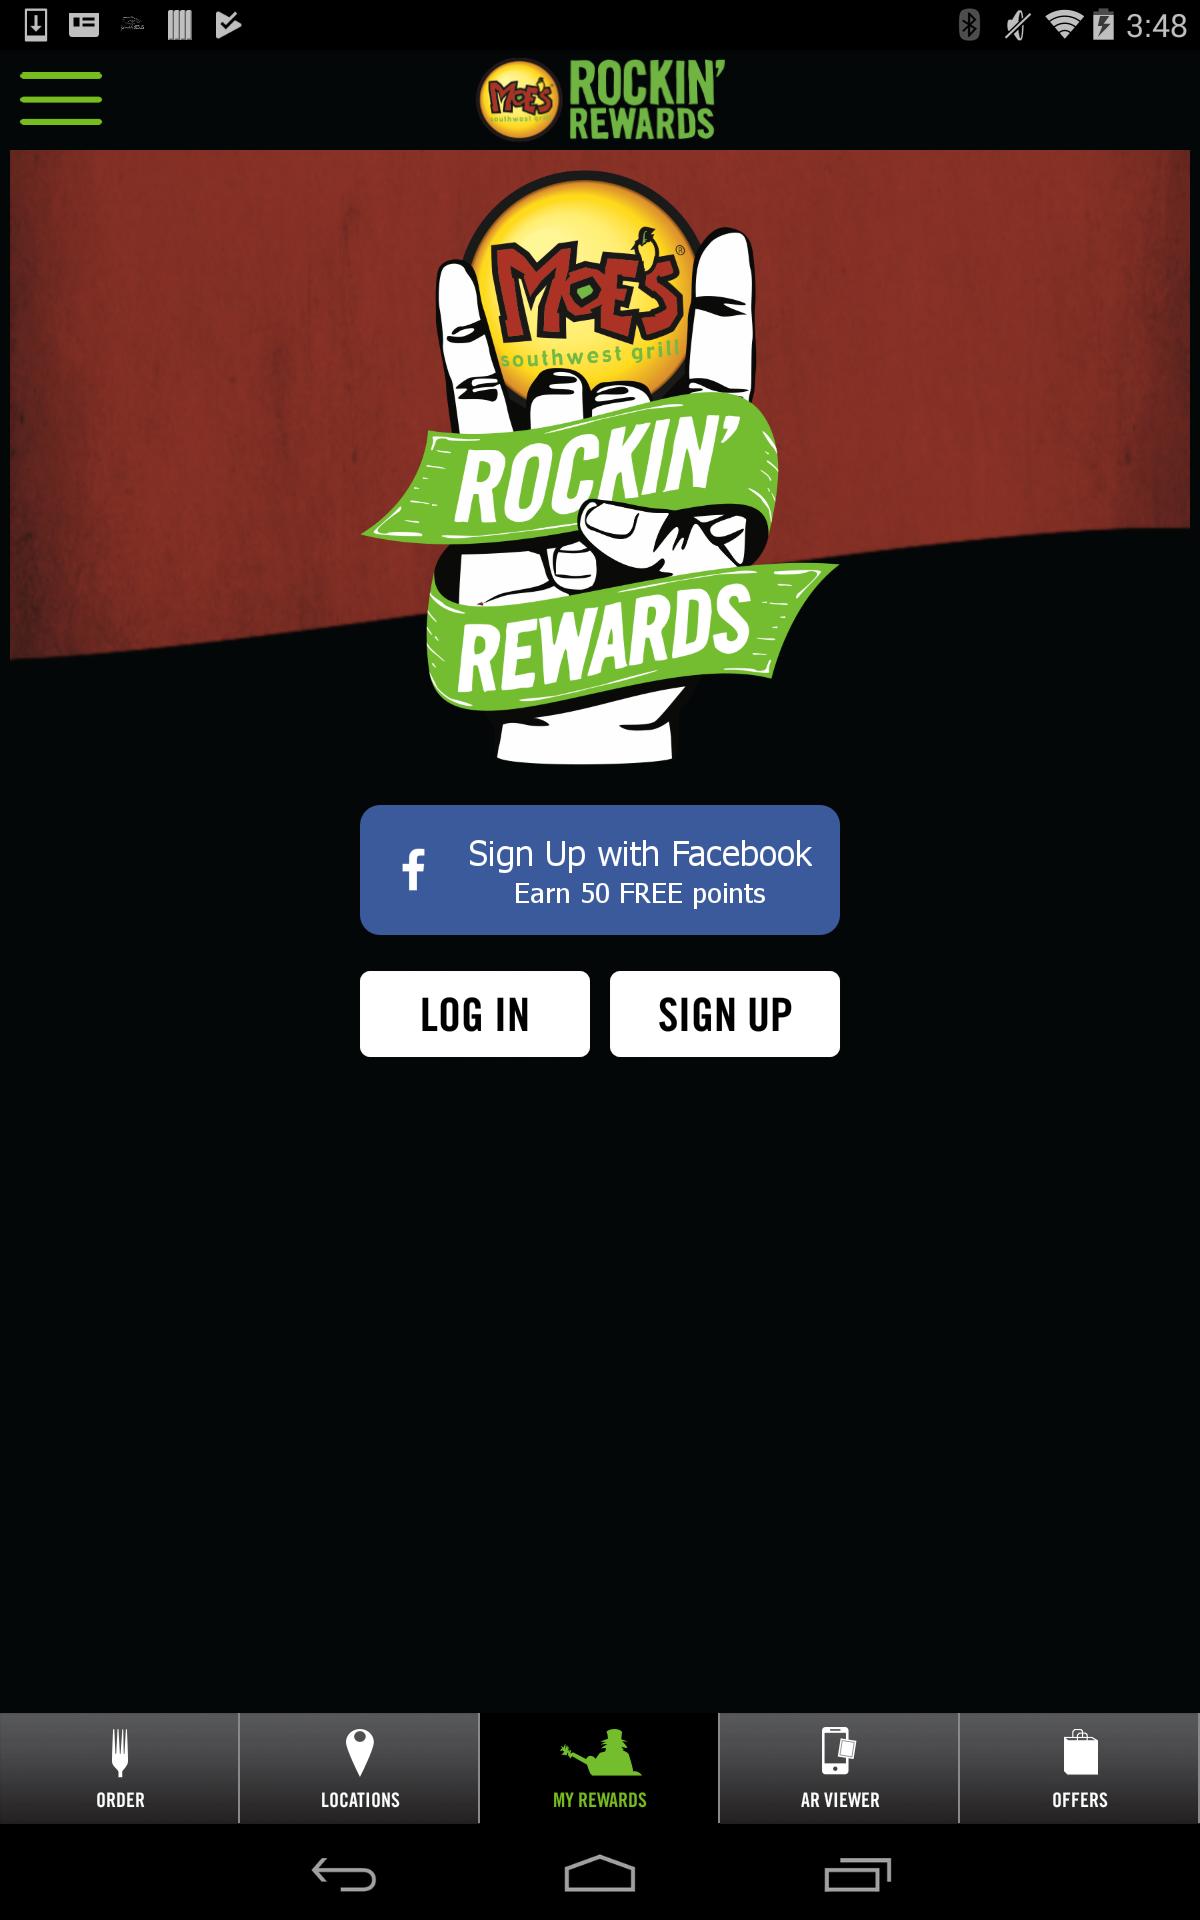 3:48
MOE'S
southwest grill
ROCKIN'
REWARDS
MOE'S
®
southwest grill
ROCKIN'
REWARDS
f
Sign Up with Facebook
Earn 50 FREE points
LOG IN
SIGN UP
ORDER
LOCATIONS
MY REWARDS
AR VIEWER
OFFERS